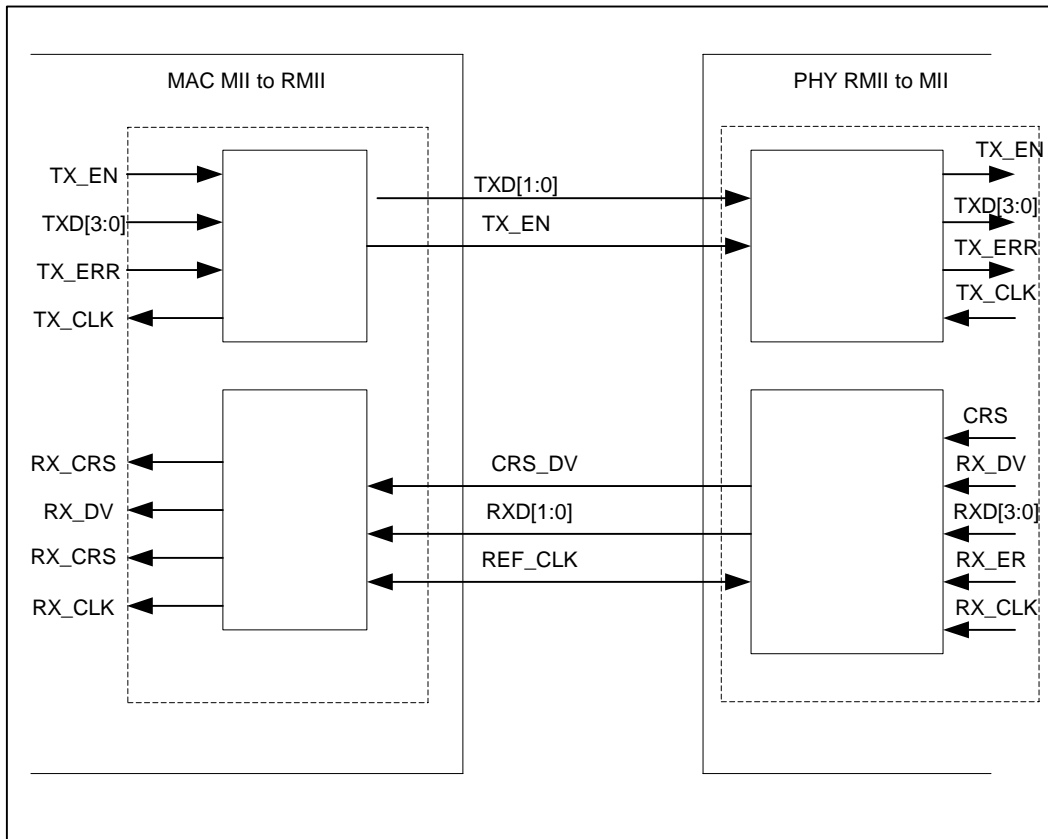 MAC MII to RMII
PHY RMII to MII
TX_EN
TXD[3:0]
TX_ERR
TX_CLK
RX_CRS
RX_DV
RX_CRS
RX_CLK
TXD[1:0]
TX_EN
CRS_DV
RXD[1:0]
REF_CLK
TX_EN
TXD[3:0]
TX_ERR
TX_CLK
CRS
RX_DV
RXD[3:0]
RX_ER
RX_CLK